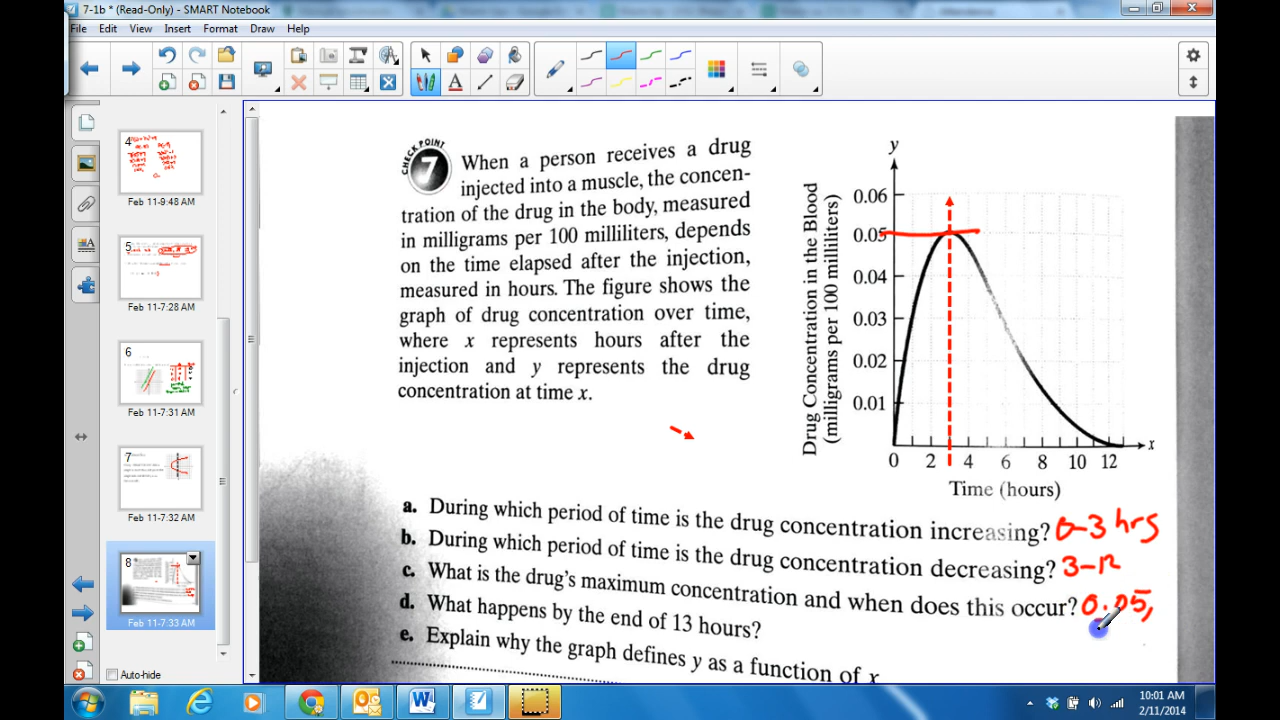 7-1b * (Read-Only) - SMART Notebook
File Edit View Insert Format Draw Help
4
Feb 11-9:48 AM
5
Feb 11-7:28 AM
6
Feb 11-7:31 AM
7
Feb 11-7:32 AM
8
Feb 11-7:33 AM
Auto-hide
CHECK POINT
7
When a person receives a drug
injected into a muscle, the concen-
tration of the drug in the body, measured
in milligrams per 100 milliliters, depends
on the time elapsed after the injection,
measured in hours. The figure shows the
graph of drug concentration over time,
where x represents hours after the
injection and y represents the drug
concentration at time x.
y
Drug Concentration in the Blood
(milligrams per 100 milliliters)
0.06
0.05
0.04
0.03
0.02
0.01
0 2 4 6 8 10 12
x
Time (hours)
a. During which period of time is the drug concentration increasing? 0-3 hrs
b. During which period of time is the drug concentration decreasing? 3-12
c. What is the drug's maximum concentration and when does this occur? 0.05,
d. What happens by the end of 13 hours?
e. Explain why the graph defines y as a function of x
10:01 AM
2/11/2014